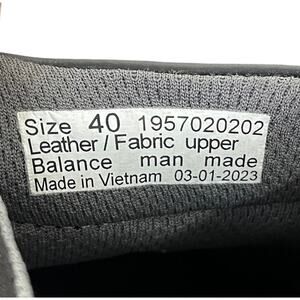 Size 40 1957020202
Leather / Fabric upper
Balance man made
Made in Vietnam 03-01-2023